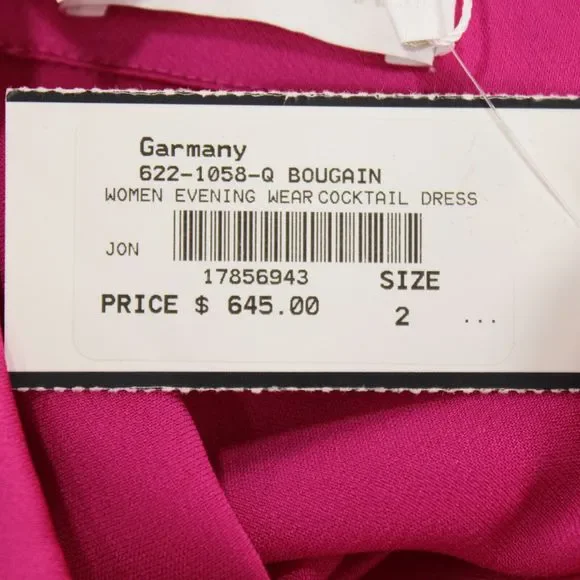 Garmany
622-1058-Q BOUGAIN
WOMEN EVENING WEAR COCKTAIL DRESS
JON
17856943 SIZE
PRICE $ 645.00 2 ...